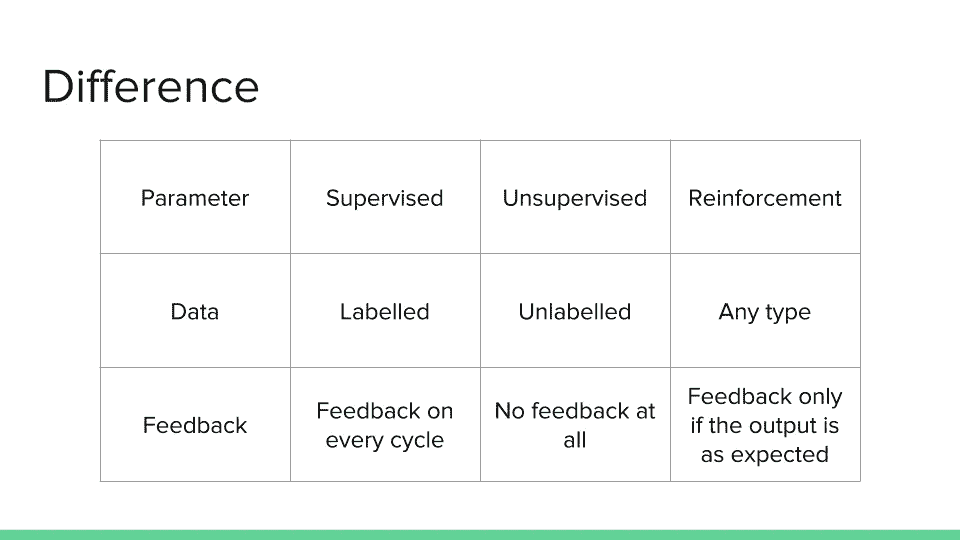 Difference
Parameter
Supervised
Unsupervised
Reinforcement
Data
Labelled
Unlabelled
Any type
Feedback
Feedback on
every cycle
No feedback at
all
Feedback only
if the output is
as expected